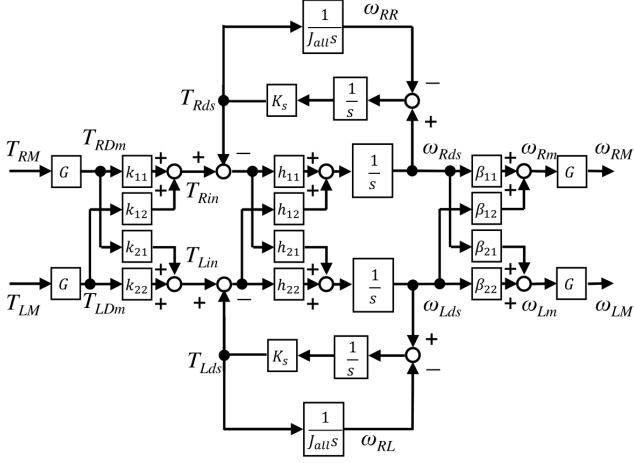 1 / J_all s ω_RR
−
T_Rds K_s 1/s
+
T_RM T_RDm + + − ω_Rds + ω_Rm ω_RM
G k_11 + h_11 + 1/s β_11 + G
k_12 T_Rin h_12 β_12
k_21 T_Lin h_21 β_21
G k_22 + + − h_22 + 1/s β_22 + G
T_LM T_LDm + + + ω_Lds + ω_Lm ω_LM
+
T_Lds K_s 1/s −
1 / J_all s ω_RL